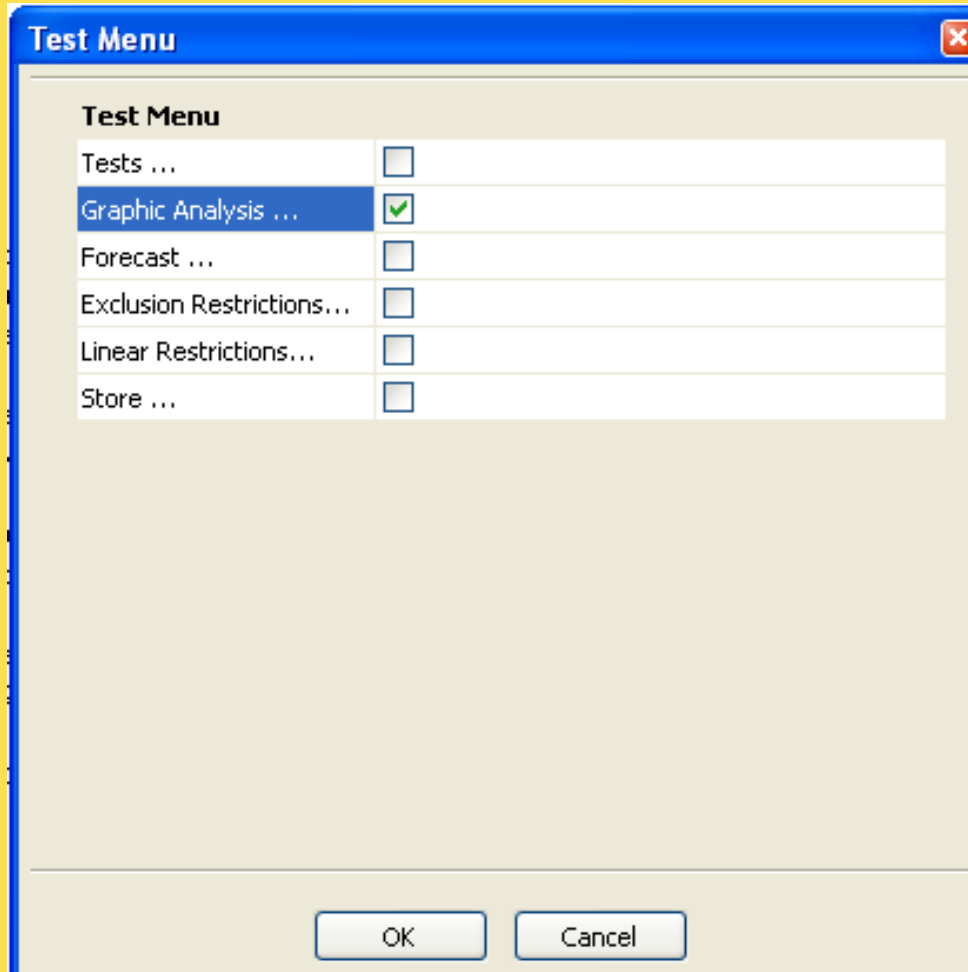 Test Menu
Test Menu
Tests ...
Graphic Analysis ...
Forecast ...
Exclusion Restrictions...
Linear Restrictions...
Store ...
OK
Cancel